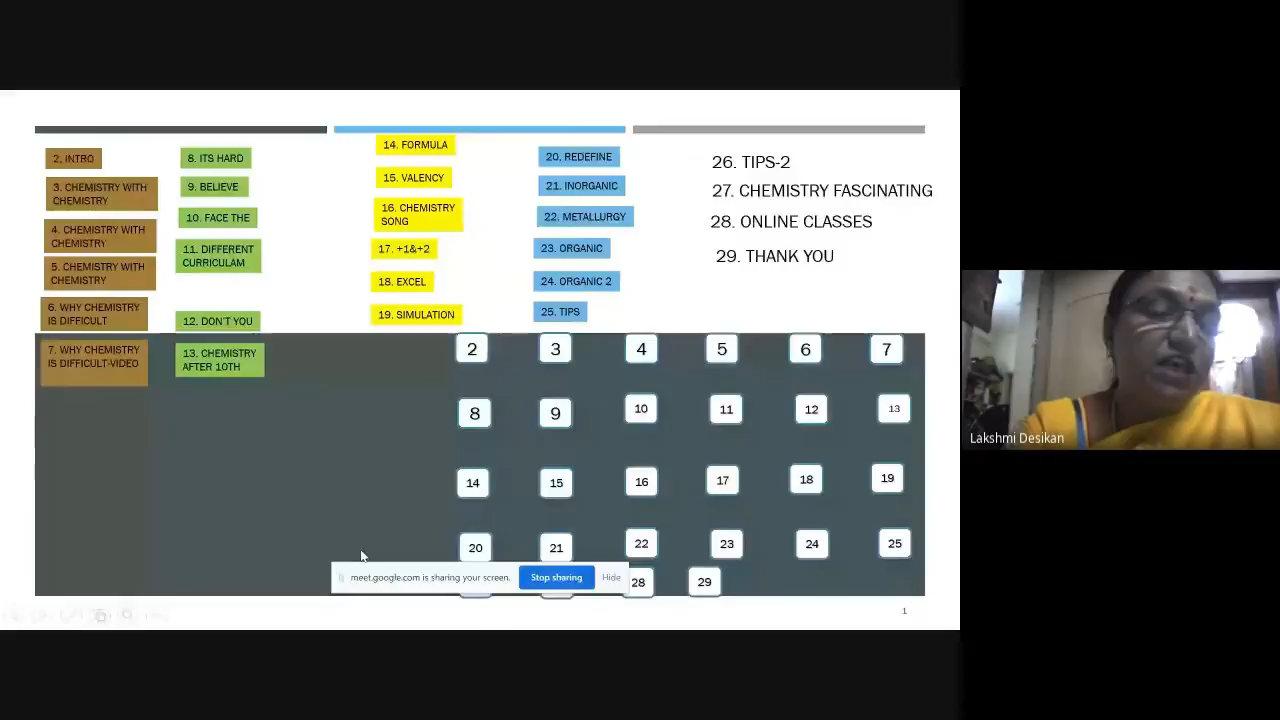 2, INTRO
3. CHEMISTRY WITH
CHEMISTRY
4. CHEMISTRY WITH
CHEMISTRY
5. CHEMISTRY WITH
CHEMISTRY
6. WHY CHEMISTRY
IS DIFFICULT
7. WHY CHEMISTRY
IS DIFFICULT-VIDEO
8. ITS HARD
9. BELIEVE
10. FACE THE
11. DIFFERENT
CURRICULAM
12. DON'T YOU
13. CHEMISTRY
AFTER 10TH
14. FORMULA
15. VALENCY
16. CHEMISTRY
SONG
17. +1&+2
18. EXCEL
19. SIMULATION
20. REDEFINE
21. INORGANIC
22. METALLURGY
23. ORGANIC
24. ORGANIC 2
25. TIPS
26. TIPS-2
27. CHEMISTRY FASCINATING
28. ONLINE CLASSES
29. THANK YOU
2 3 4 5 6 7
8 9 10 11 12 13
14 15 16 17 18 19
20 21 22 23 24 25
28 29
meet.google.com is sharing your screen. Stop sharing Hide
1
Lakshmi Desikan